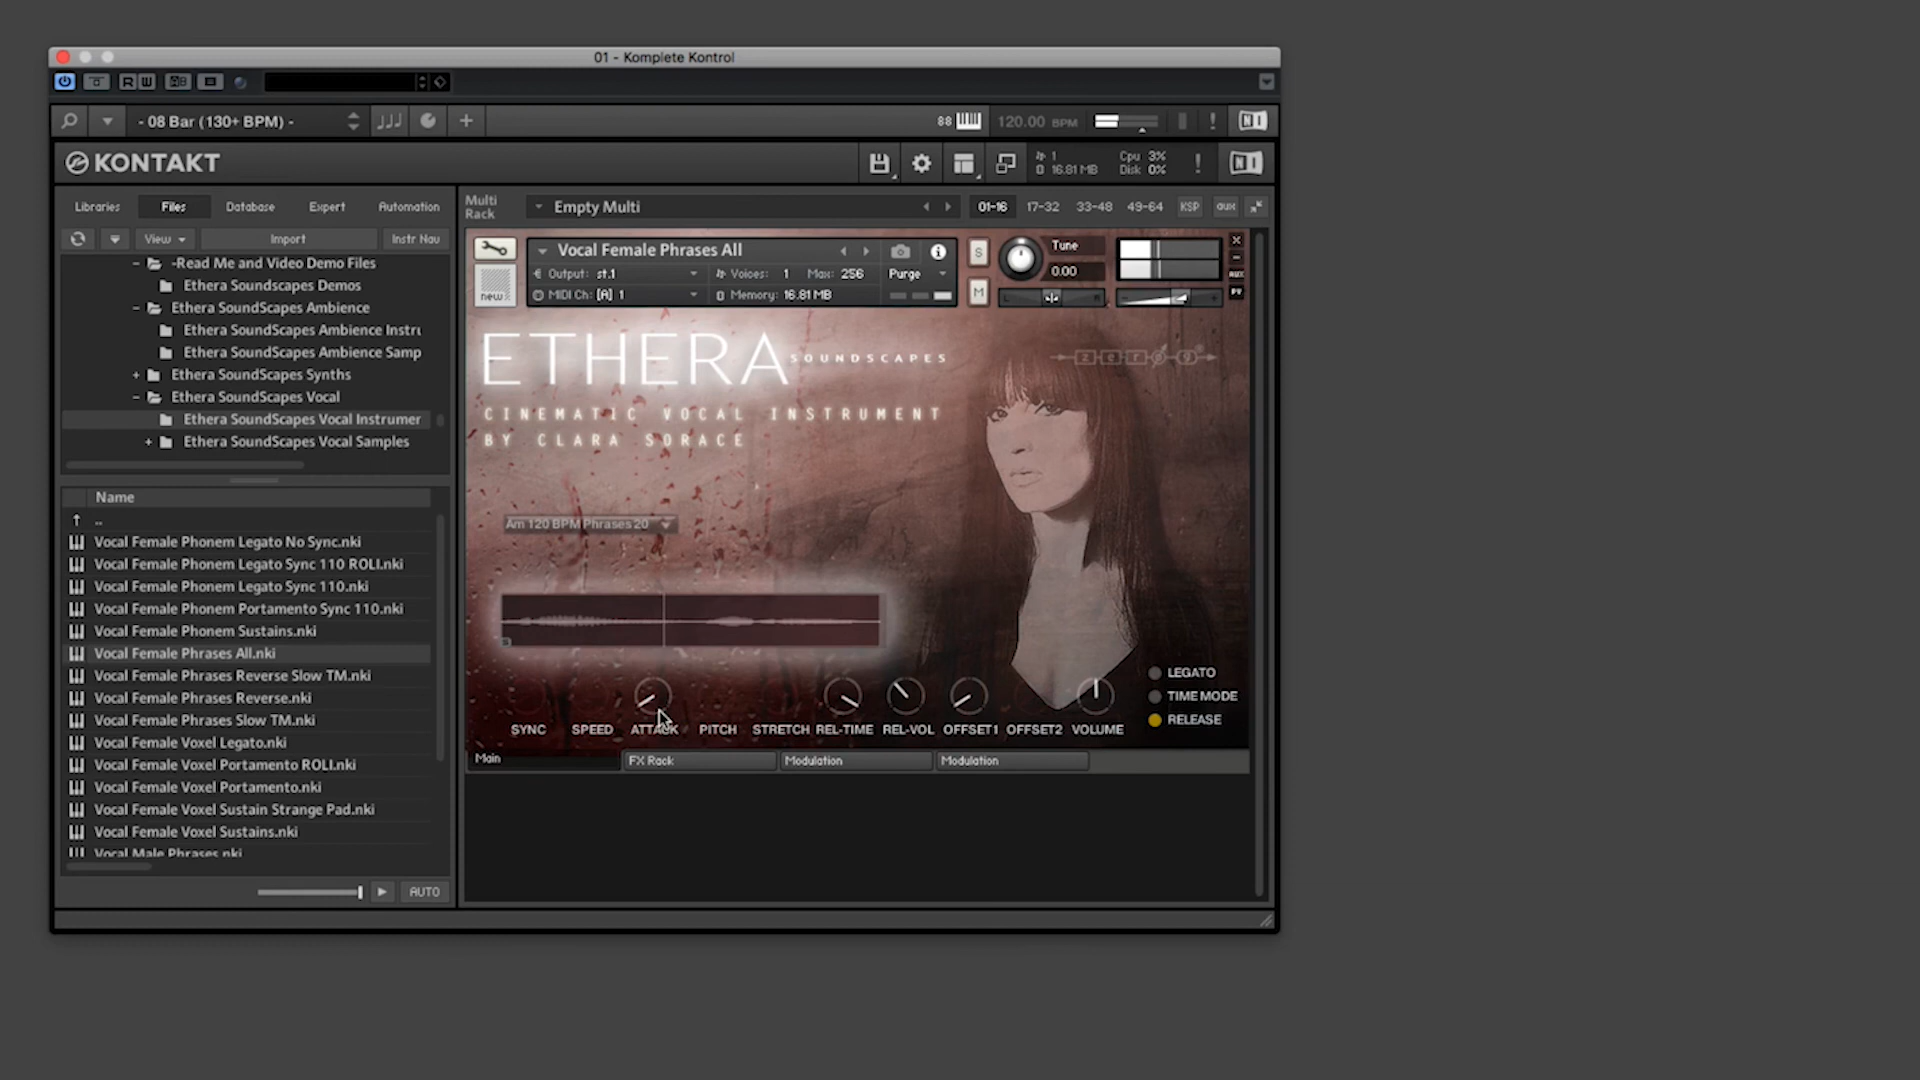 01 - Komplete Kontrol
R W
- 08 Bar (130+ BPM) -
88
120.00 BPM
!
NI
KONTAKT
1
16.81 MB
Cpu 3%
Disk 0%
!
NI
Libraries Files Database Expert Automation
View Import Instr Nav
-Read Me and Video Demo Files
Ethera Soundscapes Demos
Ethera SoundScapes Ambience
Ethera SoundScapes Ambience Instru
Ethera SoundScapes Ambience Samp
Ethera SoundScapes Synths
Ethera SoundScapes Vocal
Ethera SoundScapes Vocal Instrumer
Ethera SoundScapes Vocal Samples
Name
..
Vocal Female Phonem Legato No Sync.nki
Vocal Female Phonem Legato Sync 110 ROLI.nki
Vocal Female Phonem Legato Sync 110.nki
Vocal Female Phonem Portamento Sync 110.nki
Vocal Female Phonem Sustains.nki
Vocal Female Phrases All.nki
Vocal Female Phrases Reverse Slow TM.nki
Vocal Female Phrases Reverse.nki
Vocal Female Phrases Slow TM.nki
Vocal Female Voxel Legato.nki
Vocal Female Voxel Portamento ROLI.nki
Vocal Female Voxel Portamento.nki
Vocal Female Voxel Sustain Strange Pad.nki
Vocal Female Voxel Sustains.nki
Vocal Male Phrases.nki
AUTO
Multi
Rack
Empty Multi
01-16 17-32 33-48 49-64 KSP aux
Vocal Female Phrases All
Output: st.1 Voices: 1 Max: 256 Purge
new
MIDI Ch: [A] 1 Memory: 16.81 MB
S
M
Tune
0.00
L R
AUX
PV
ETHERA SOUNDSCAPES
zero-g
CINEMATIC VOCAL INSTRUMENT
BY CLARA SORACE
Am 120 BPM Phrases 20
SYNC SPEED ATTACK PITCH STRETCH REL-TIME REL-VOL OFFSET1 OFFSET2 VOLUME
LEGATO
TIME MODE
RELEASE
Main FX Rack Modulation Modulation